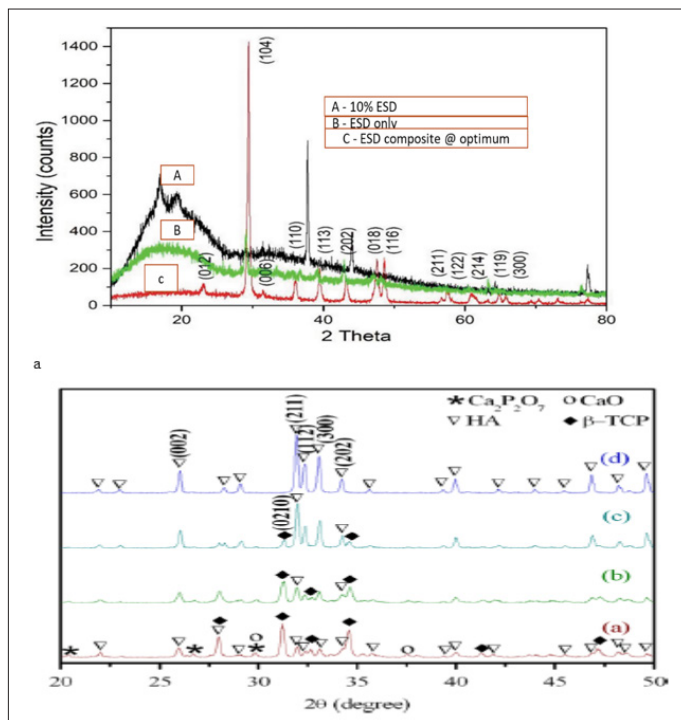 1400
1200
1000
800
600
400
200
0
Intensity (counts)
(104)
A - 10% ESD
B - ESD only
C - ESD composite @ optimum
A
B
c
(012)
(006)
(110)
(113)
(202)
(018)
(116)
(211)
(122)
(214)
(119)
(300)
20 40 60 80
2 Theta
a
★ Ca₂P₂O₇ ○ CaO
▽ HA ◆ β-TCP
(002)
(211)
(112)
(300)
(202)
(d)
(0210)
(c)
(b)
(a)
20 25 30 35 40 45 50
2θ (degree)